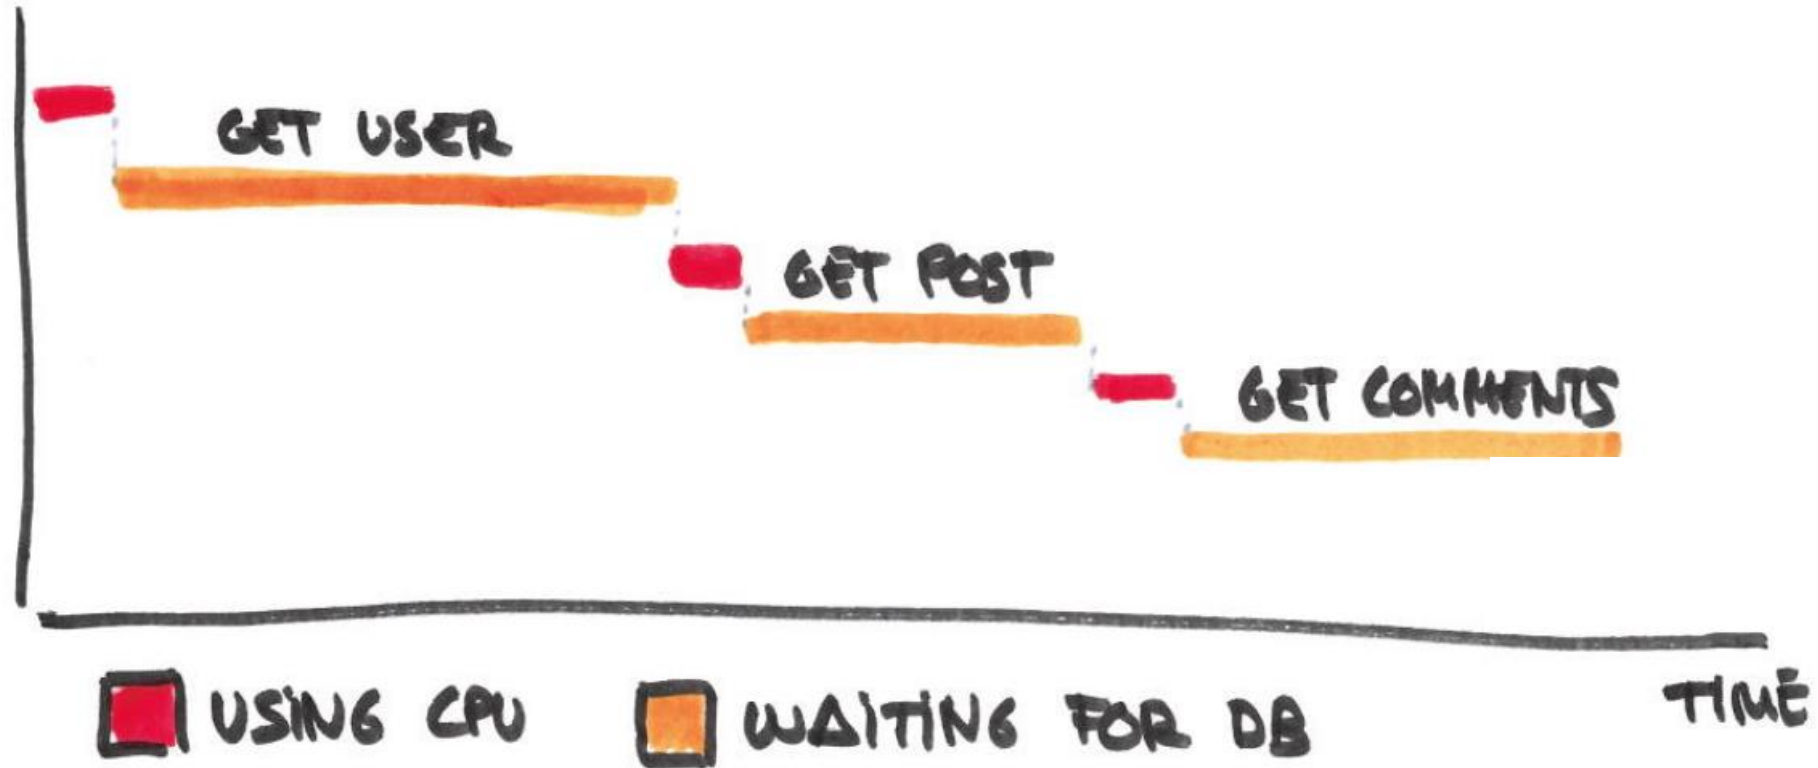 GET USER
GET POST
GET COMMENTS
USING CPU
WAITING FOR DB
TIME